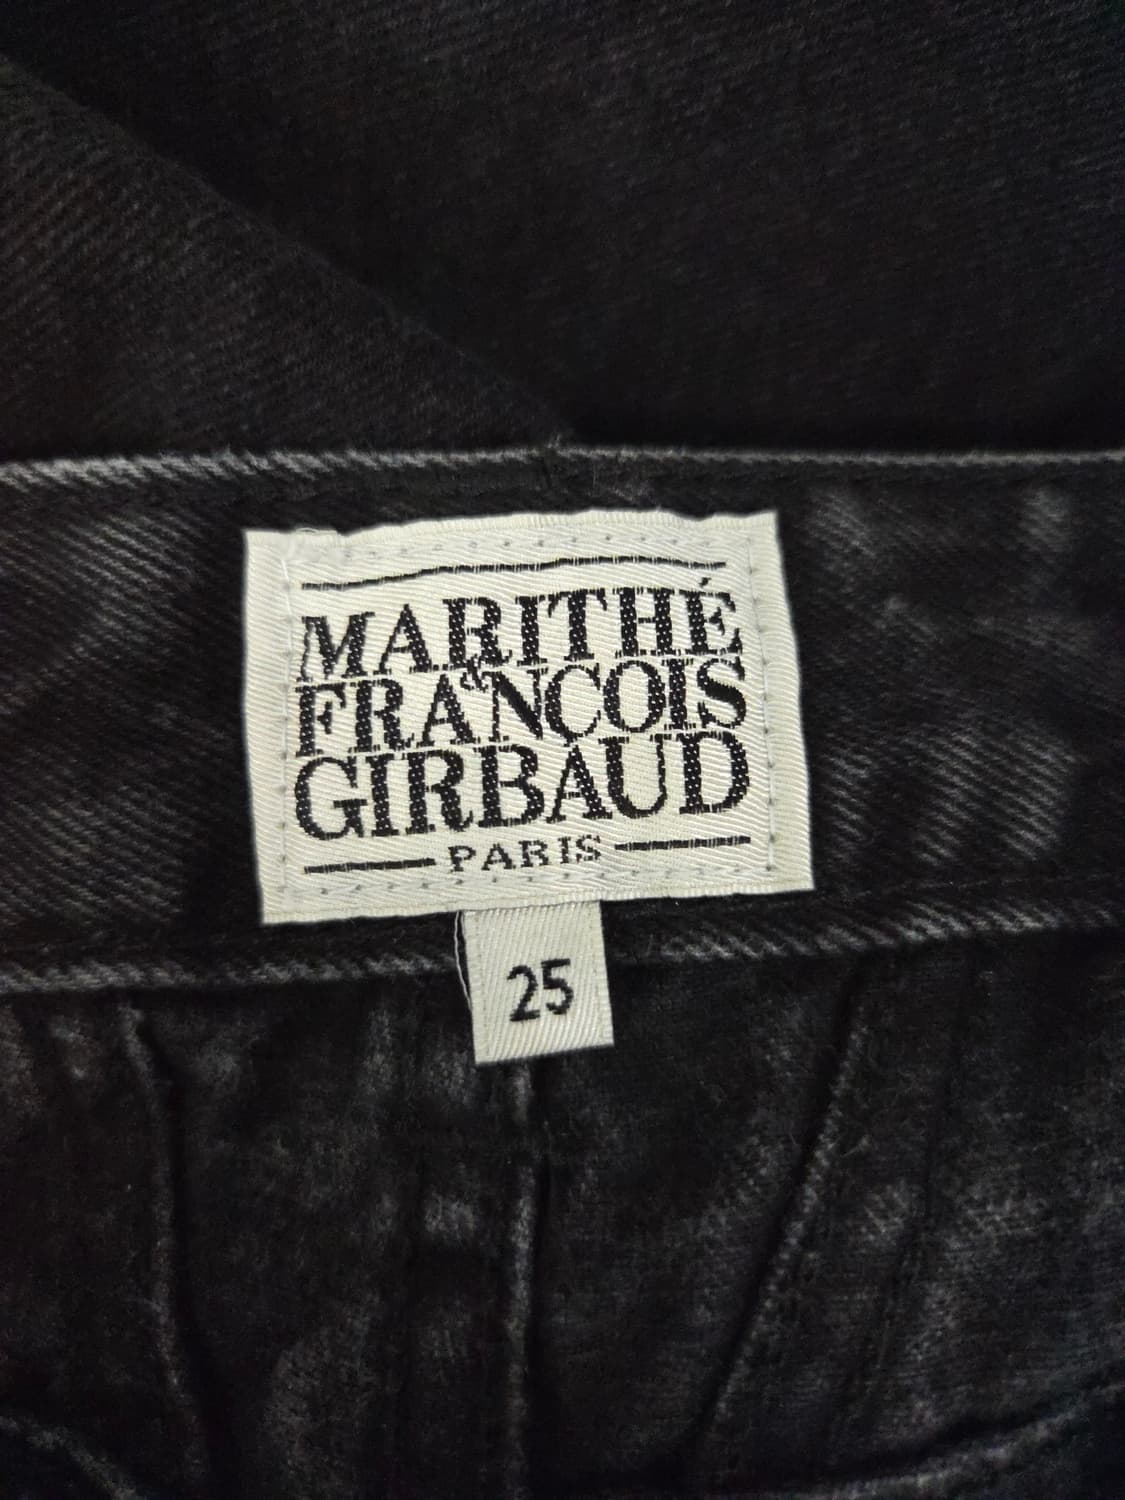 MARITHÉ
&
FRANÇOIS
GIRBAUD
PARIS
25